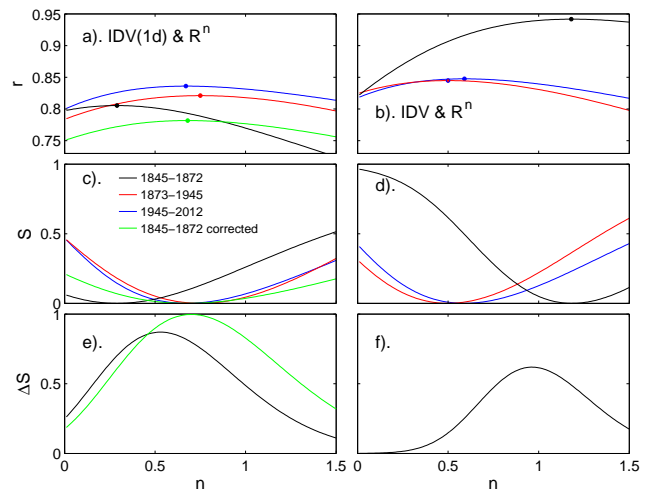 0.95
0.9
0.85
0.8
0.75
r
a). IDV(1d) & Rⁿ
b). IDV & Rⁿ
1
0.5
0
S
c).
1845−1872
1873−1945
1945−2012
1845−1872 corrected
d).
1
0.5
0
ΔS
e).
f).
0 0.5 1 1.5
0 0.5 1 1.5
n
n